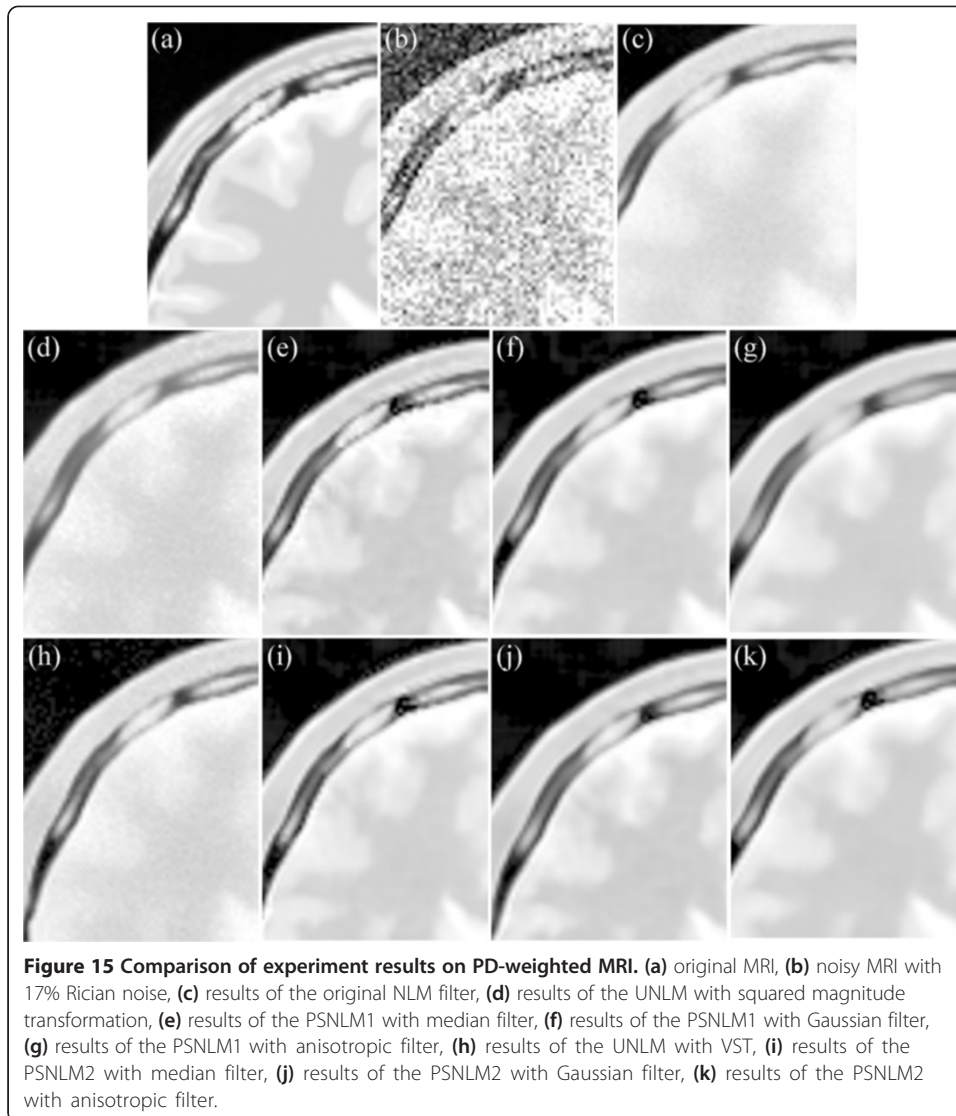 (a)
(b)
(c)
(d)
(e)
(f)
(g)
(h)
(i)
(j)
(k)
Figure 15 Comparison of experiment results on PD-weighted MRI. (a) original MRI, (b) noisy MRI with
17% Rician noise, (c) results of the original NLM filter, (d) results of the UNLM with squared magnitude
transformation, (e) results of the PSNLM1 with median filter, (f) results of the PSNLM1 with Gaussian filter,
(g) results of the PSNLM1 with anisotropic filter, (h) results of the UNLM with VST, (i) results of the
PSNLM2 with median filter, (j) results of the PSNLM2 with Gaussian filter, (k) results of the PSNLM2
with anisotropic filter.